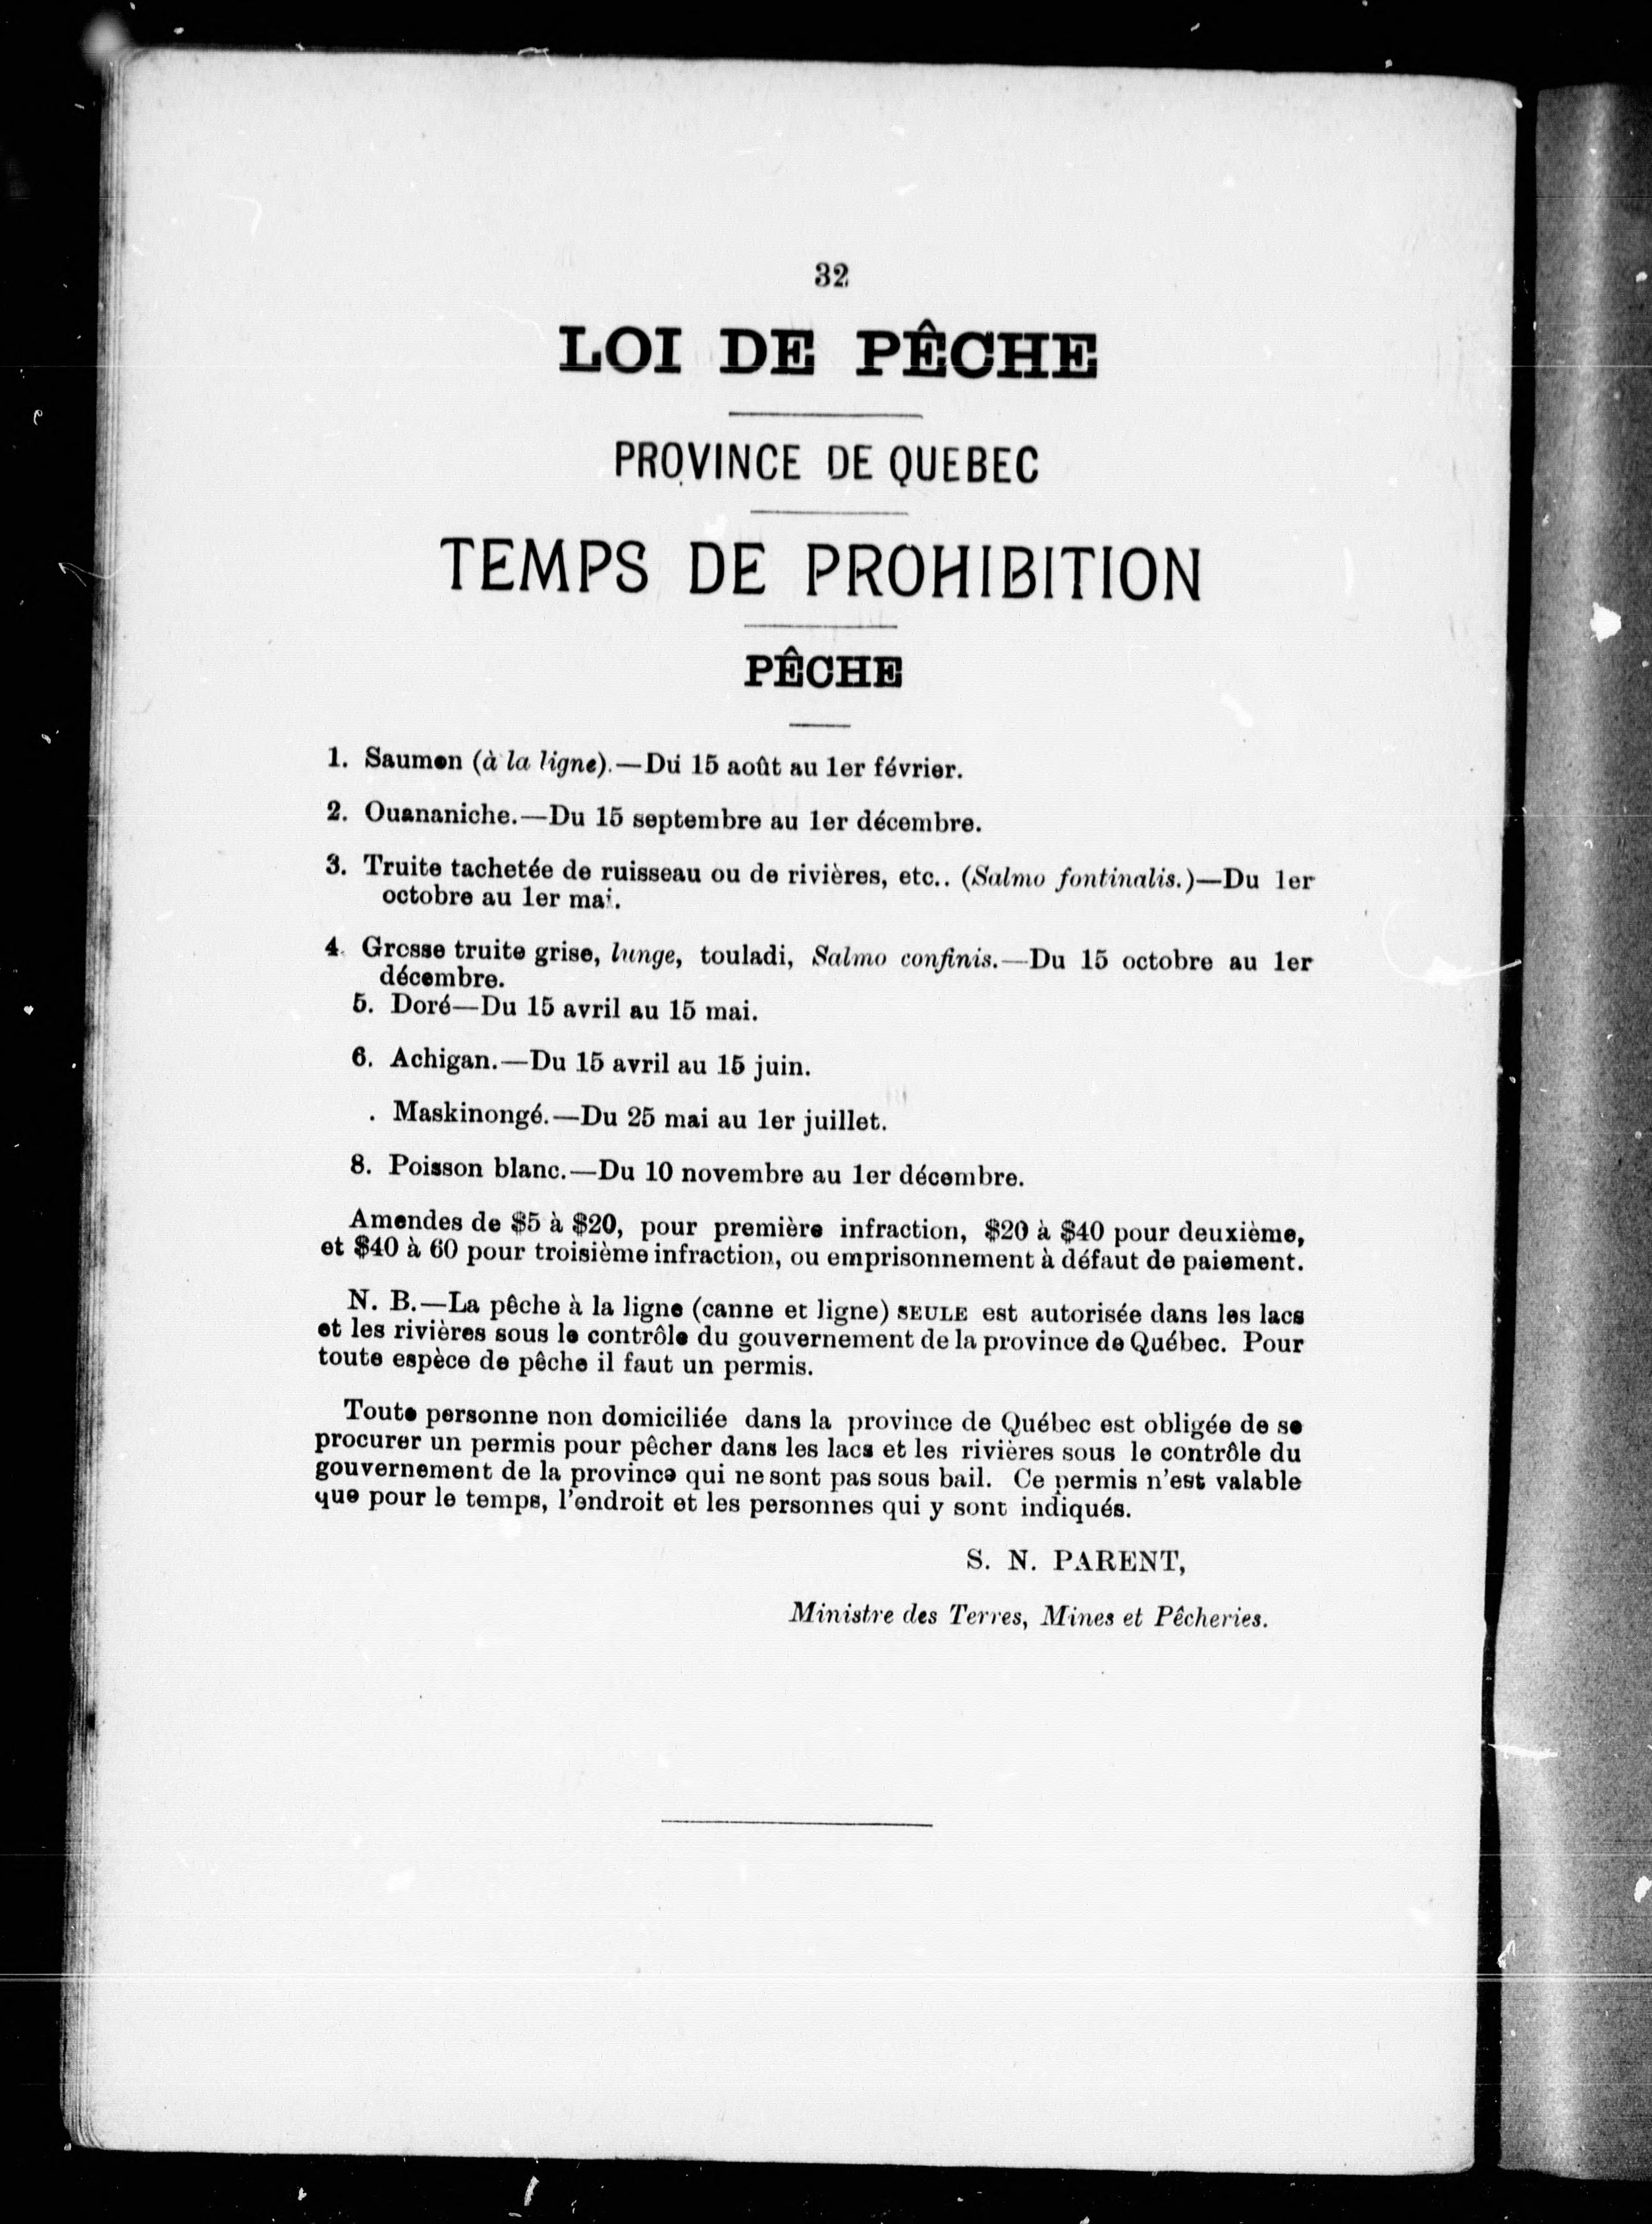 32
LOI DE PÊCHE
PROVINCE DE QUEBEC
TEMPS DE PROHIBITION
PÊCHE
1. Saumon (à la ligne).—Du 15 août au 1er février.
2. Ouananiche.—Du 15 septembre au 1er décembre.
3. Truite tachetée de ruisseau ou de rivières, etc.. (Salmo fontinalis.)—Du 1er
octobre au 1er mai.
4. Grosse truite grise, lunge, touladi, Salmo confinis.—Du 15 octobre au 1er
décembre.
5. Doré—Du 15 avril au 15 mai.
6. Achigan.—Du 15 avril au 15 juin.
. Maskinongé.—Du 25 mai au 1er juillet.
8. Poisson blanc.—Du 10 novembre au 1er décembre.
Amendes de $5 à $20, pour première infraction, $20 à $40 pour deuxième,
et $40 à 60 pour troisième infraction, ou emprisonnement à défaut de paiement.
N. B.—La pêche à la ligne (canne et ligne) SEULE est autorisée dans les lacs
et les rivières sous le contrôle du gouvernement de la province de Québec. Pour
toute espèce de pêche il faut un permis.
Toute personne non domiciliée dans la province de Québec est obligée de se
procurer un permis pour pêcher dans les lacs et les rivières sous le contrôle du
gouvernement de la province qui ne sont pas sous bail. Ce permis n'est valable
que pour le temps, l'endroit et les personnes qui y sont indiqués.
S. N. PARENT,
Ministre des Terres, Mines et Pêcheries.